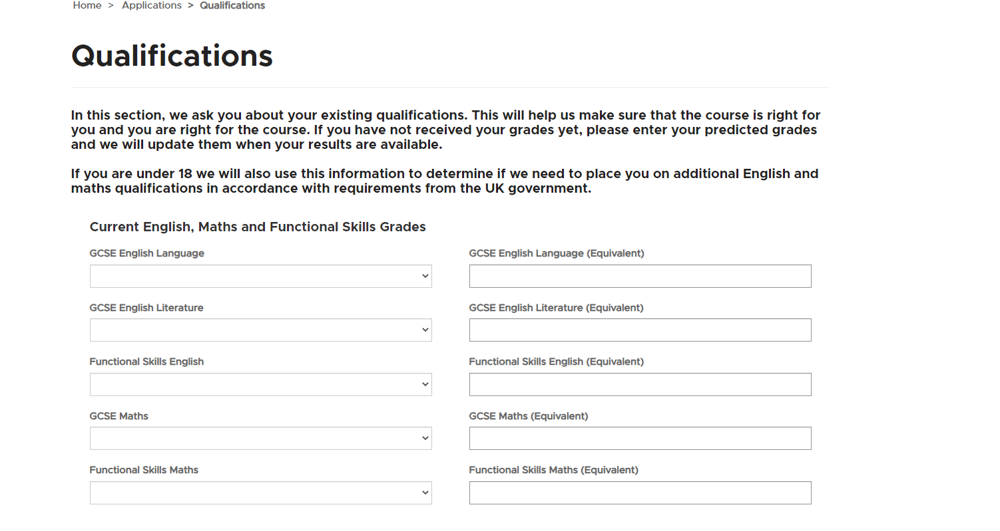 Home > Applications > Qualifications
Qualifications
In this section, we ask you about your existing qualifications. This will help us make sure that the course is right for
you and you are right for the course. If you have not received your grades yet, please enter your predicted grades
and we will update them when your results are available.
If you are under 18 we will also use this information to determine if we need to place you on additional English and
maths qualifications in accordance with requirements from the UK government.
Current English, Maths and Functional Skills Grades
GCSE English Language
GCSE English Language (Equivalent)
GCSE English Literature
GCSE English Literature (Equivalent)
Functional Skills English
Functional Skills English (Equivalent)
GCSE Maths
GCSE Maths (Equivalent)
Functional Skills Maths
Functional Skills Maths (Equivalent)